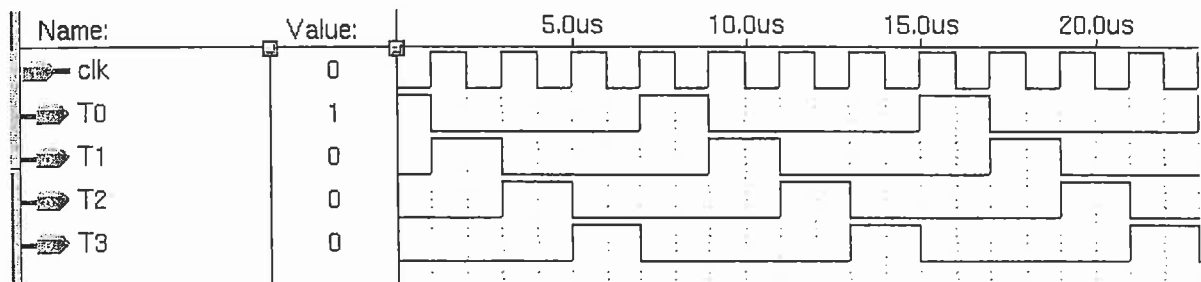 Name: Value: 5.0us 10.0us 15.0us 20.0us
clk 0
T0 1
T1 0
T2 0
T3 0